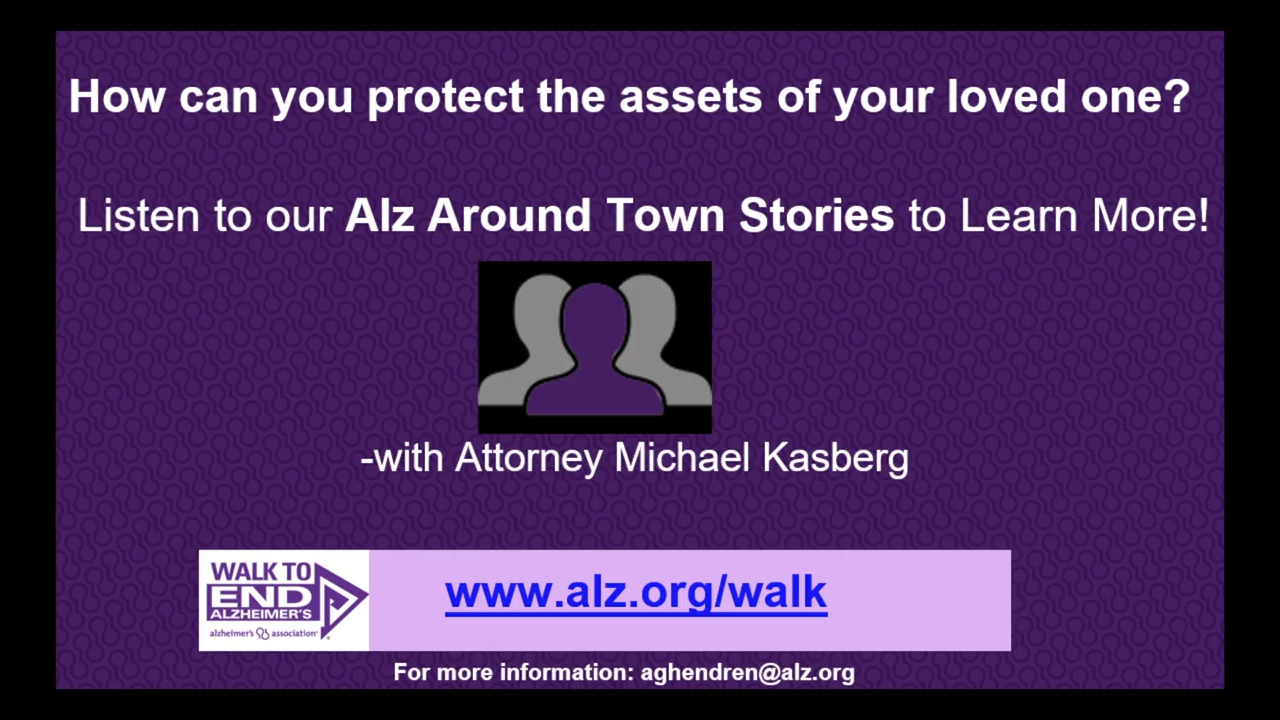 How can you protect the assets of your loved one?
Listen to our Alz Around Town Stories to Learn More!
-with Attorney Michael Kasberg
WALK TO
END
ALZHEIMER'S
alzheimer's association
www.alz.org/walk
For more information: aghendren@alz.org